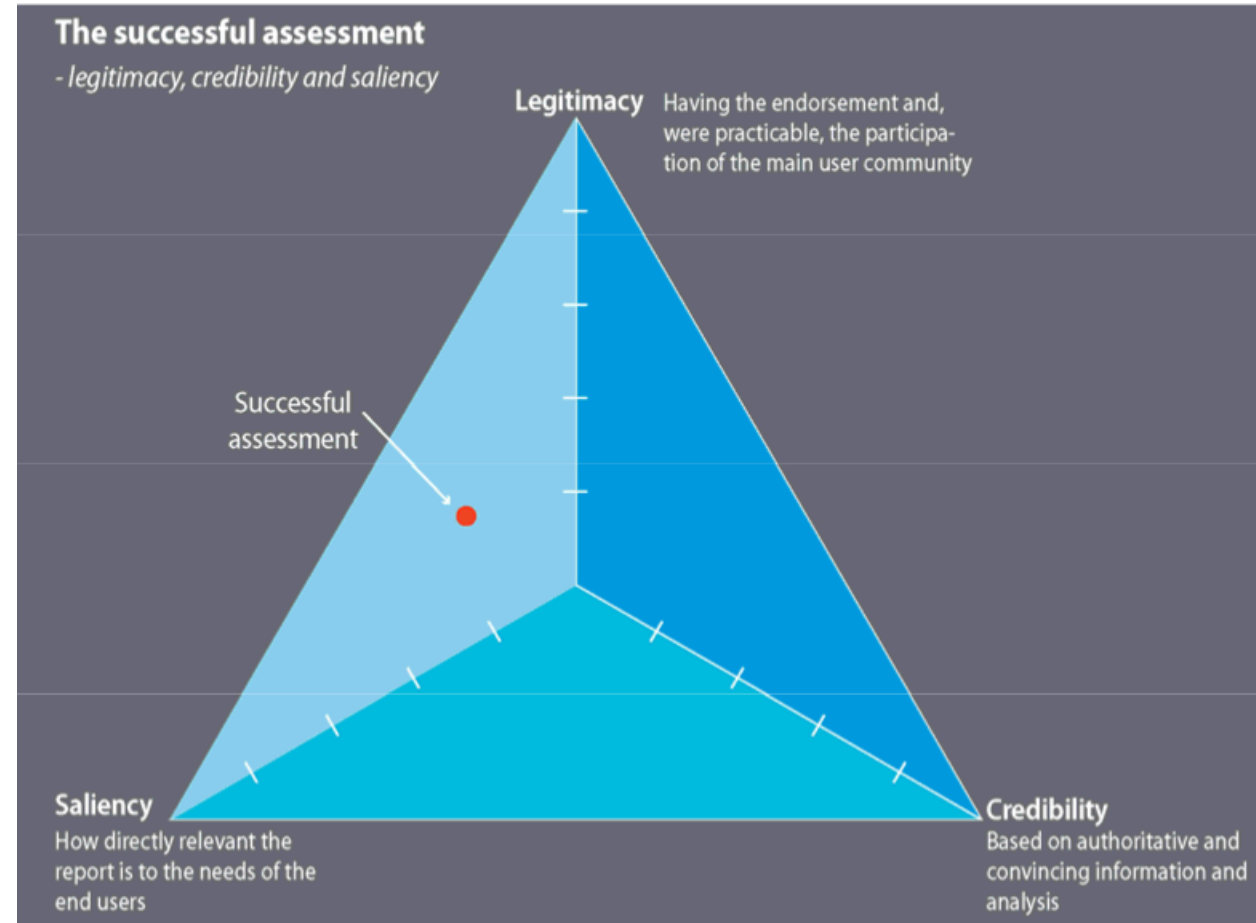 The successful assessment
- legitimacy, credibility and saliency
Legitimacy
Having the endorsement and,
were practicable, the participa-
tion of the main user community
Successful
assessment
Saliency
How directly relevant the
report is to the needs of the
end users
Credibility
Based on authoritative and
convincing information and
analysis